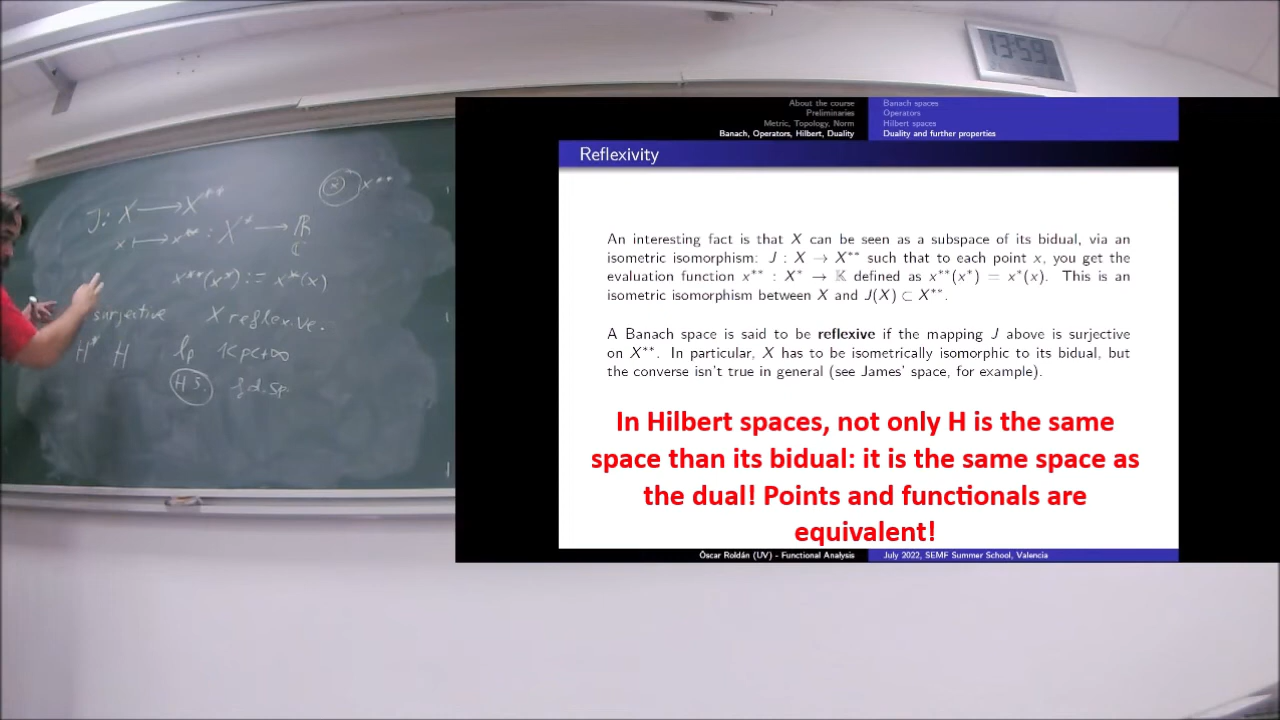 13:59
J: X → X**
x ↦ x** : X* → ℝ
ℂ
x**
x**(x*) := x*(x)
surjective X reflexive.
H* H lp 1<p<+∞
H S. f d. Sp.
About the course
Preliminaries
Metric, Topology, Norm
Banach, Operators, Hilbert, Duality
Banach spaces
Operators
Hilbert spaces
Duality and further properties
Reflexivity
An interesting fact is that X can be seen as a subspace of its bidual, via an
isometric isomorphism: J : X → X** such that to each point x, you get the
evaluation function x** : X* → 𝕂 defined as x**(x*) = x*(x). This is an
isometric isomorphism between X and J(X) ⊂ X**.
A Banach space is said to be reflexive if the mapping J above is surjective
on X**. In particular, X has to be isometrically isomorphic to its bidual, but
the converse isn't true in general (see James' space, for example).
In Hilbert spaces, not only H is the same
space than its bidual: it is the same space as
the dual! Points and functionals are
equivalent!
Óscar Roldán (UV) - Functional Analysis
July 2022, SEMF Summer School, Valencia